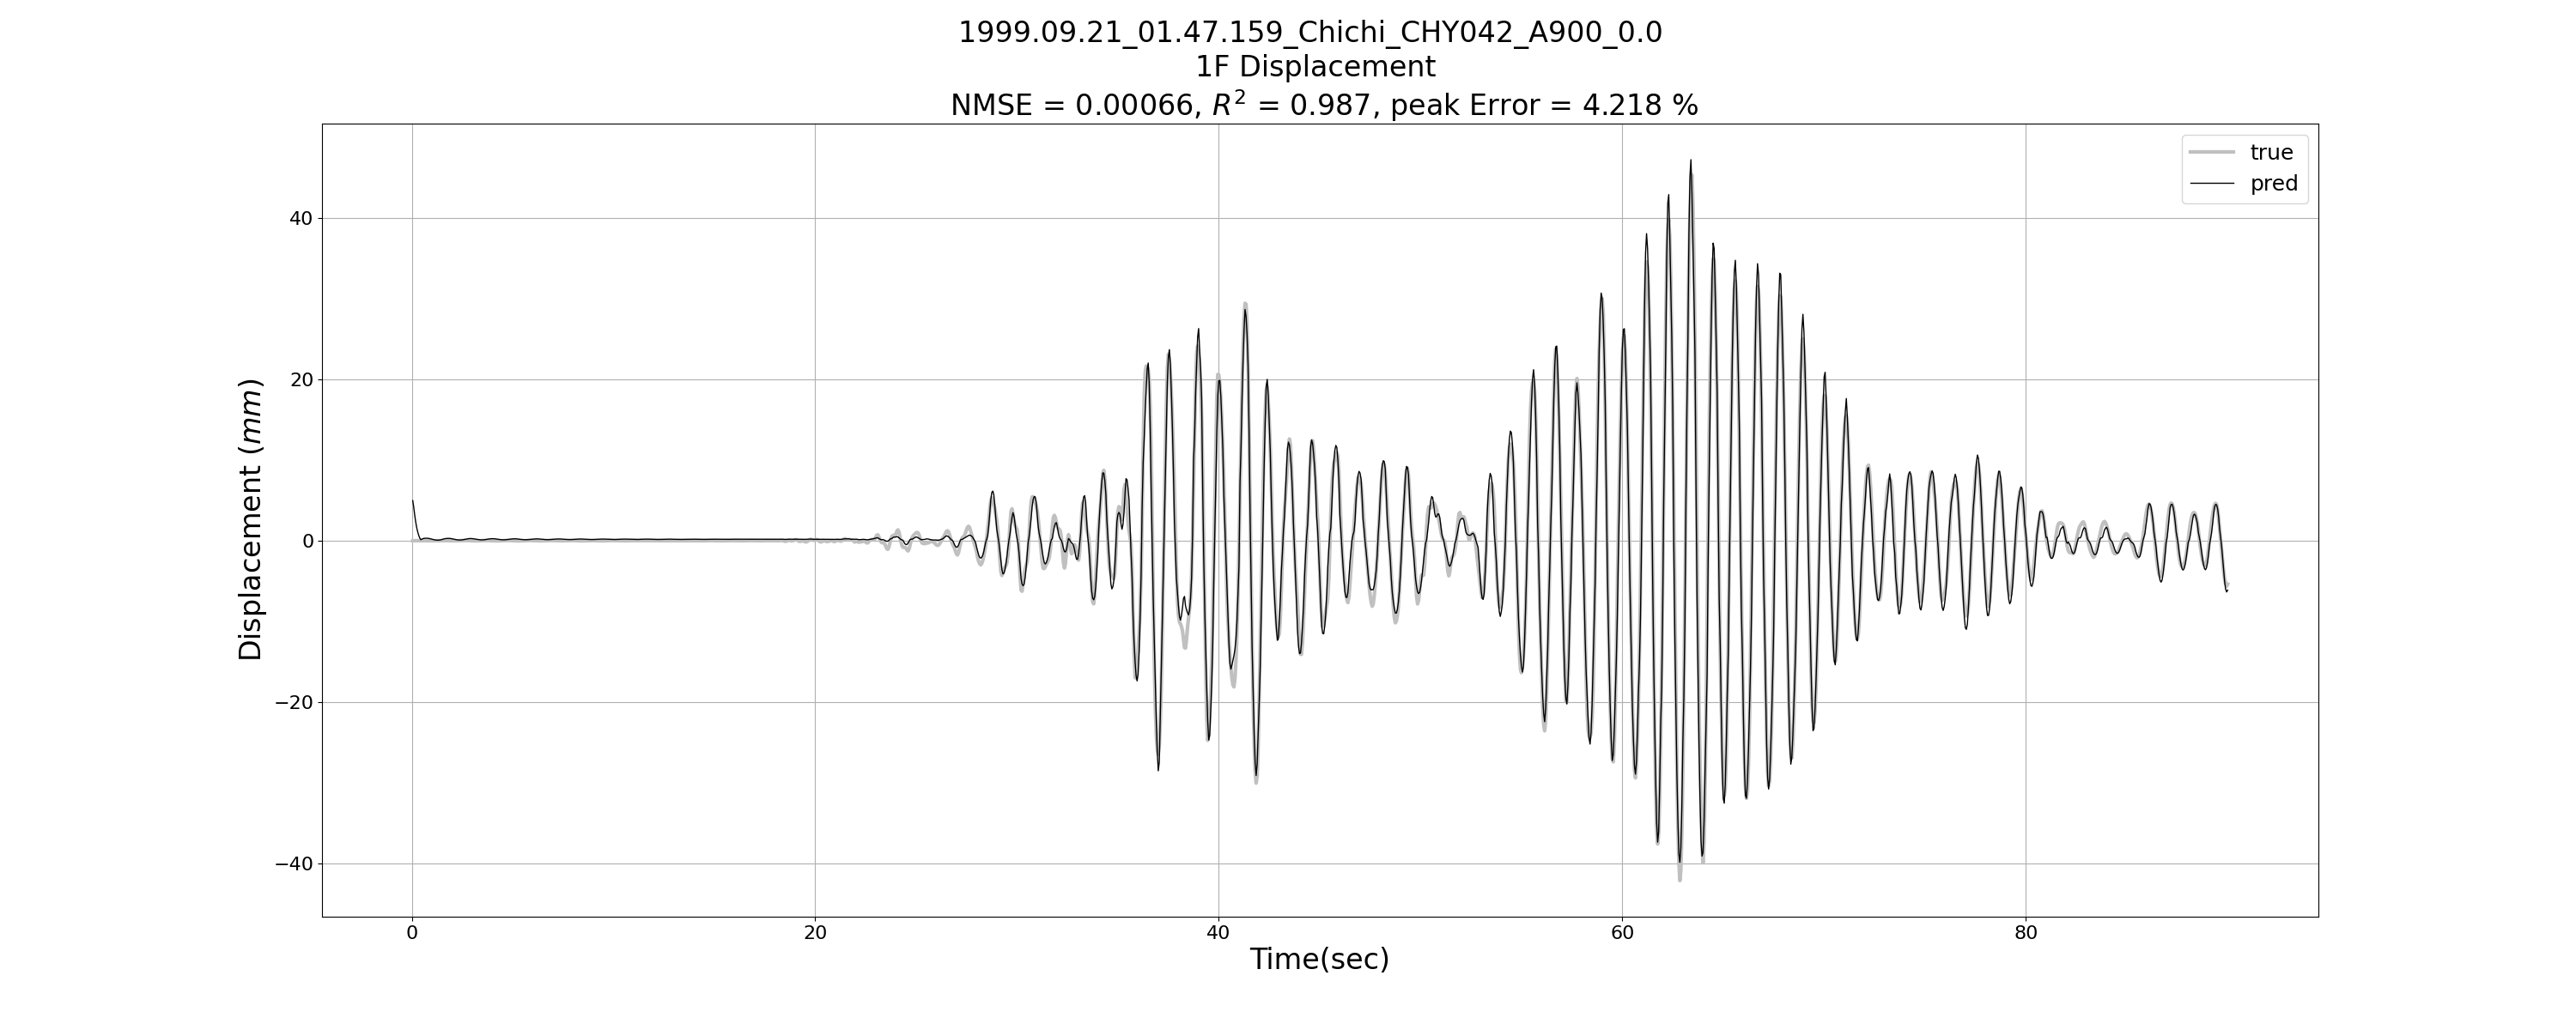 1999.09.21_01.47.159_Chichi_CHY042_A900_0.0
1F Displacement
NMSE = 0.00066, R² = 0.987, peak Error = 4.218 %
true
pred
40
20
0
−20
−40
Displacement (mm)
0 20 40 60 80
Time(sec)